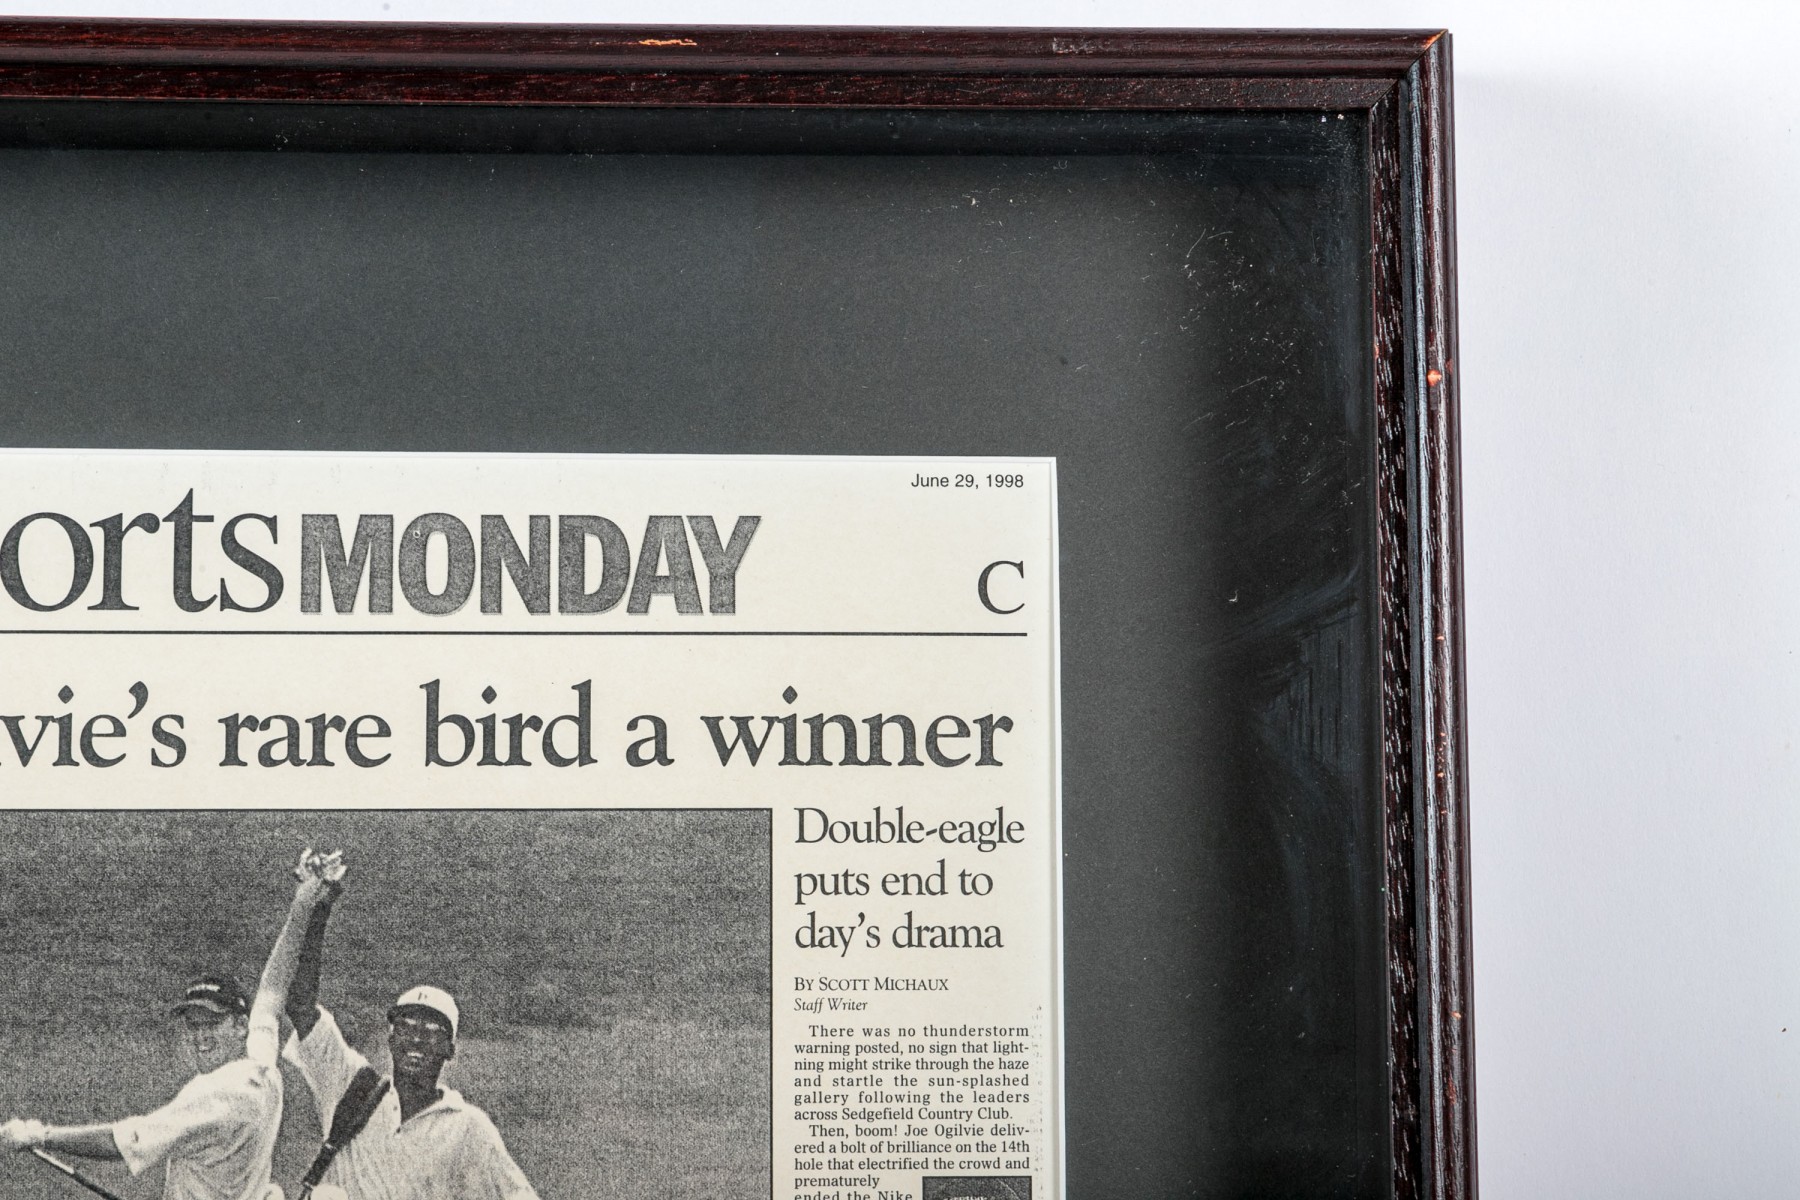 orts MONDAY
June 29, 1998
C
vie's rare bird a winner
Double-eagle
puts end to
day's drama
BY SCOTT MICHAUX
Staff Writer
There was no thunderstorm
warning posted, no sign that light-
ning might strike through the haze
and startle the sun-splashed
gallery following the leaders
across Sedgefield Country Club.
Then, boom! Joe Ogilvie deliv-
ered a bolt of brilliance on the 14th
hole that electrified the crowd and
prematurely
ended the Nike